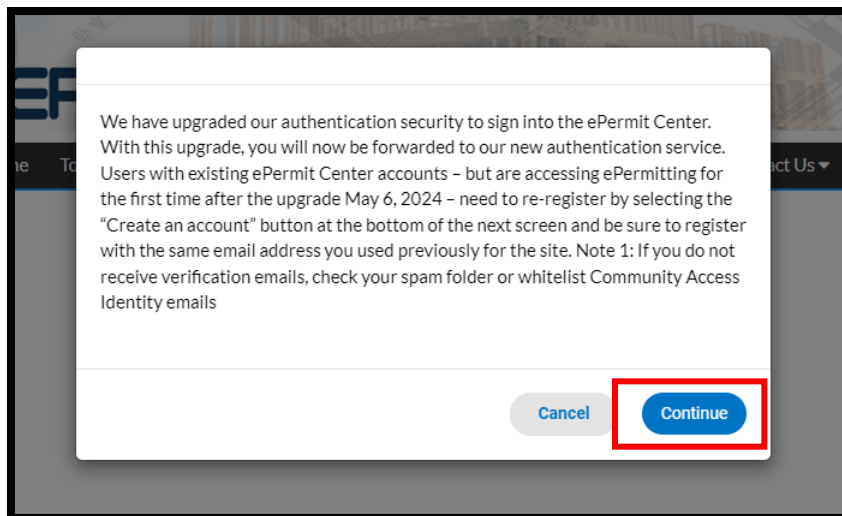 EP
ne To
act Us
We have upgraded our authentication security to sign into the ePermit Center.
With this upgrade, you will now be forwarded to our new authentication service.
Users with existing ePermit Center accounts – but are accessing ePermitting for
the first time after the upgrade May 6, 2024 – need to re-register by selecting the
“Create an account” button at the bottom of the next screen and be sure to register
with the same email address you used previously for the site. Note 1: If you do not
receive verification emails, check your spam folder or whitelist Community Access
Identity emails
Cancel Continue